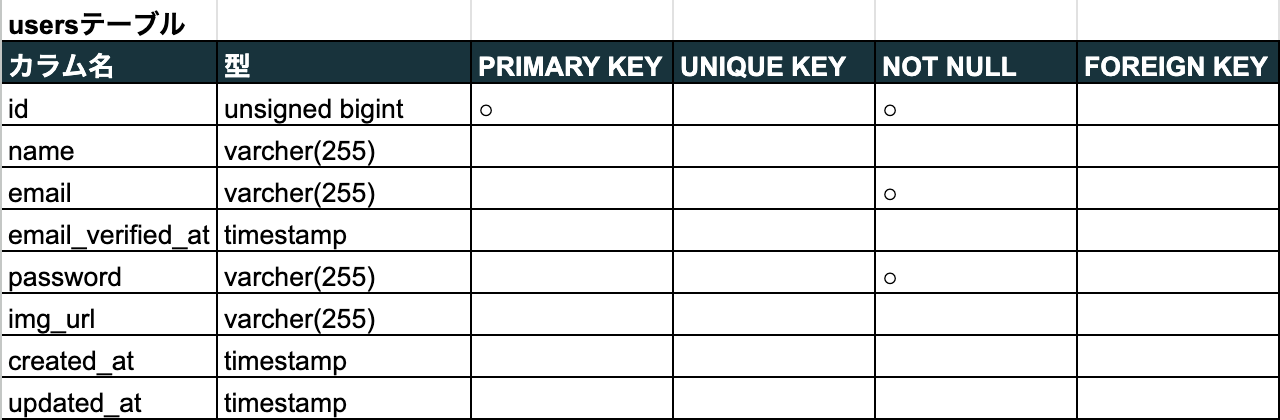 usersテーブル
カラム名 型 PRIMARY KEY UNIQUE KEY NOT NULL FOREIGN KEY
id unsigned bigint ○ ○
name varcher(255)
email varcher(255) ○
email_verified_at timestamp
password varcher(255) ○
img_url varcher(255)
created_at timestamp
updated_at timestamp